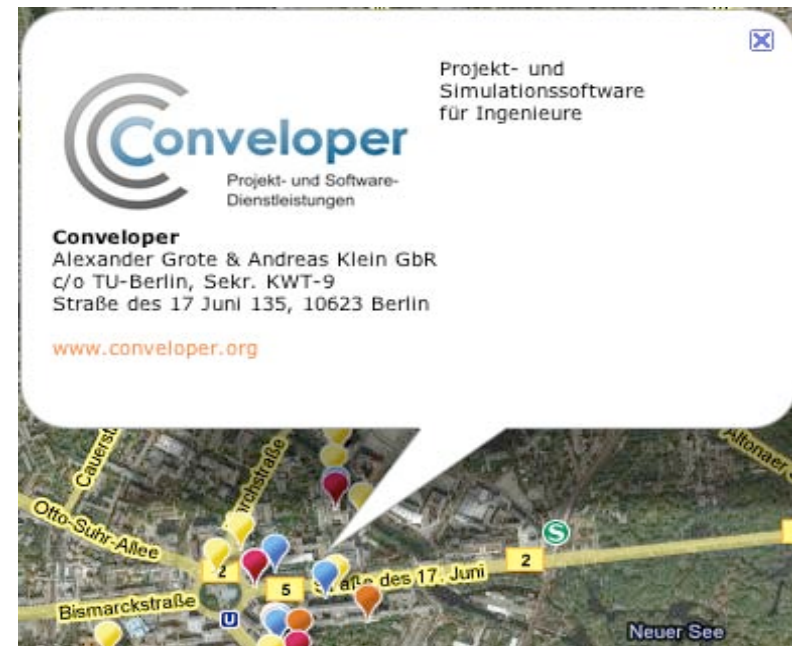 Projekt- und
Simulationssoftware
für Ingenieure
Conveloper
Projekt- und Software-
Dienstleistungen
Conveloper
Alexander Grote & Andreas Klein GbR
c/o TU-Berlin, Sekr. KWT-9
Straße des 17 Juni 135, 10623 Berlin
www.conveloper.org
Cauerst
Altonaer
Otto-Suhr-Allee
rchstraße
S
2
5
Straße des 17. Juni
2
Bismarckstraße
U
Neuer See